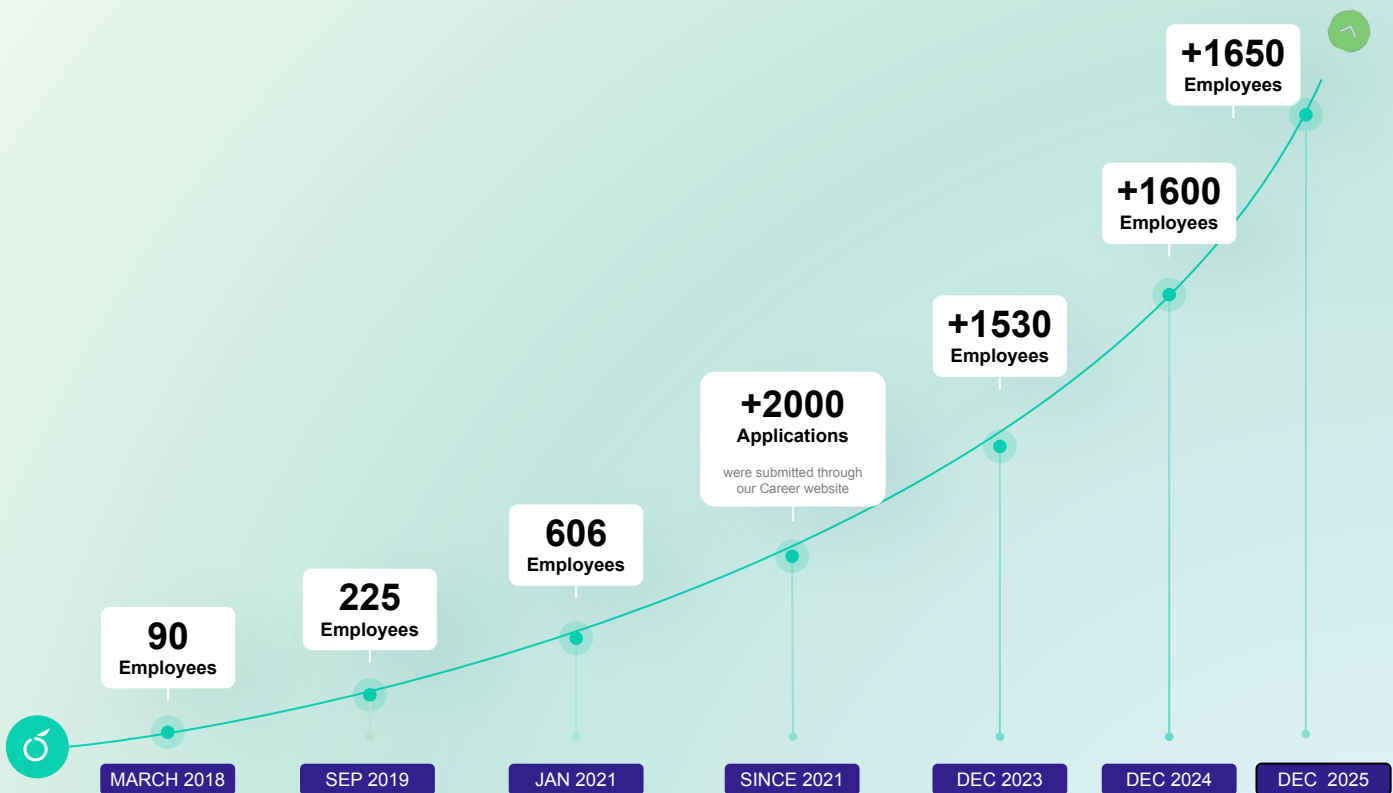 90
Employees
MARCH 2018
225
Employees
SEP 2019
606
Employees
JAN 2021
+2000
Applications
were submitted through
our Career website
SINCE 2021
+1530
Employees
DEC 2023
+1600
Employees
DEC 2024
+1650
Employees
DEC 2025